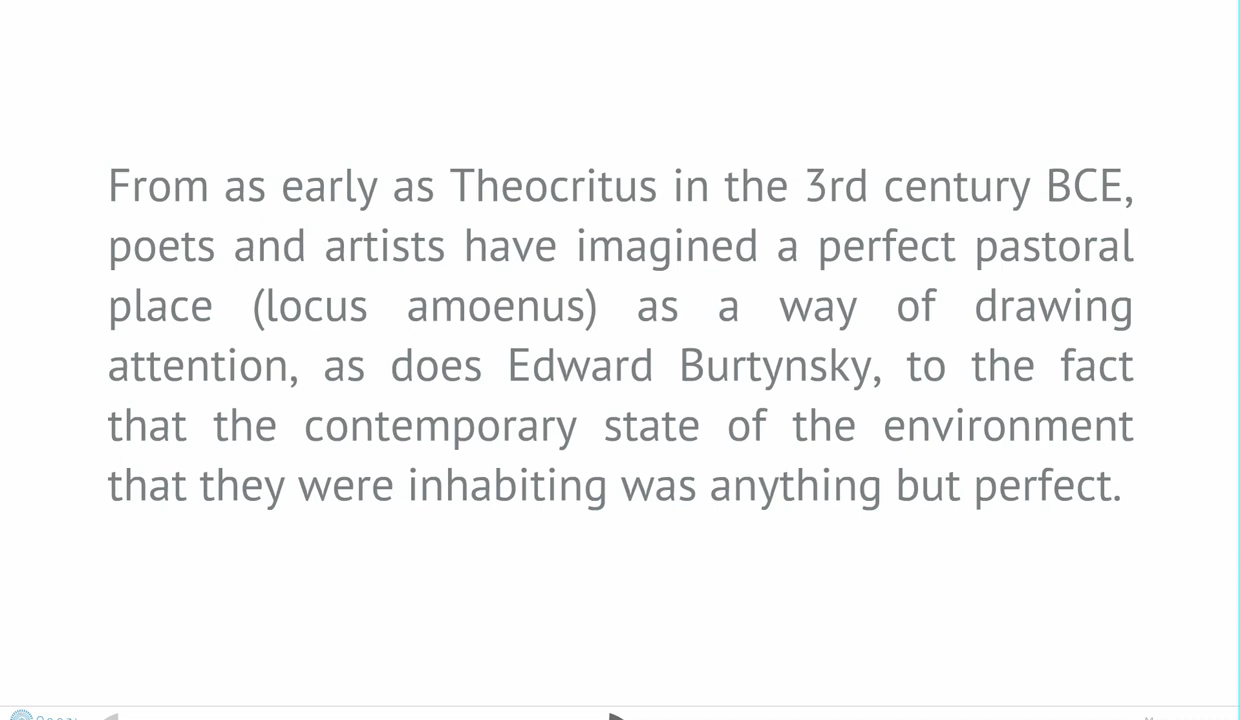 From as early as Theocritus in the 3rd century BCE,
poets and artists have imagined a perfect pastoral
place (locus amoenus) as a way of drawing
attention, as does Edward Burtynsky, to the fact
that the contemporary state of the environment
that they were inhabiting was anything but perfect.